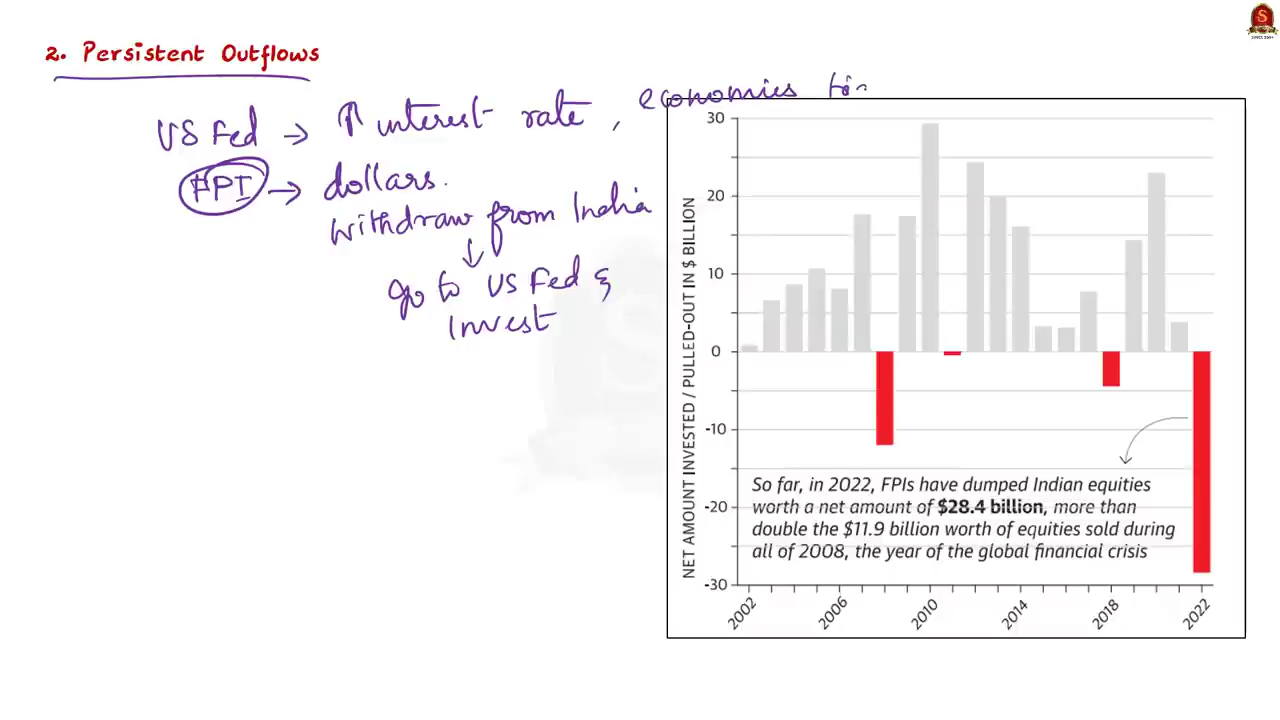 2. Persistent Outflows
US Fed → ↑ interest rate, economies
FPI → dollars.
Withdraw from India
↓
go to US Fed &
Invest
NET AMOUNT INVESTED / PULLED-OUT IN $ BILLION
30
20
10
0
-10
-20
-30
So far, in 2022, FPIs have dumped Indian equities
worth a net amount of $28.4 billion, more than
double the $11.9 billion worth of equities sold during
all of 2008, the year of the global financial crisis
2002 2006 2010 2014 2018 2022